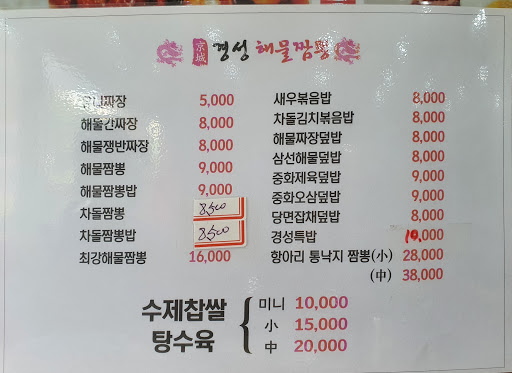 京城 경성 해물짬뽕
짜장 5,000
해물간짜장 8,000
해물쟁반짜장 8,000
해물짬뽕 9,000
해물짬뽕밥 9,000
차돌짬뽕 8500
차돌짬뽕밥 8500
최강해물짬뽕 16,000
새우볶음밥 8,000
차돌김치볶음밥 8,000
해물짜장덮밥 8,000
삼선해물덮밥 8,000
중화제육덮밥 9,000
중화오삼덮밥 9,000
당면잡채덮밥 8,000
경성특밥 10,000
항아리 통낙지 짬뽕(小) 28,000
(中) 38,000
수제찹쌀
탕수육
미니 10,000
小 15,000
中 20,000